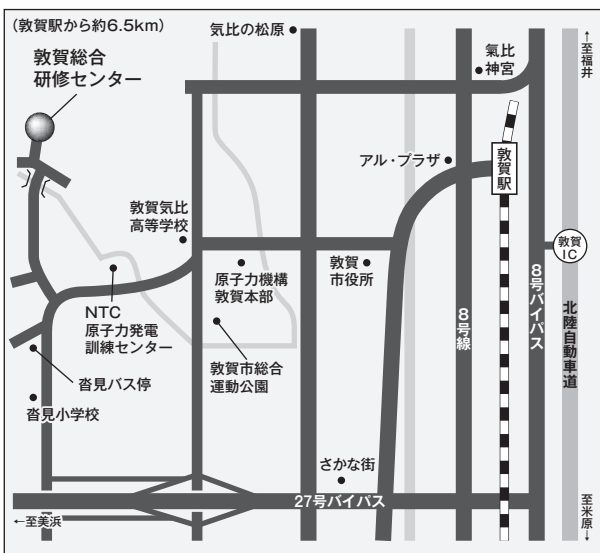 (敦賀駅から約6.5km)
敦賀総合
研修センター
気比の松原
氣比
神宮
↑至福井
アル・プラザ
敦賀駅
敦賀気比
高等学校
敦賀
IC
原子力機構
敦賀本部
敦賀
市役所
NTC
原子力発電
訓練センター
8号線
8号バイパス
北陸自動車道
敦賀市総合
運動公園
沓見バス停
沓見小学校
さかな街
27号バイパス
←至美浜
至米原↓